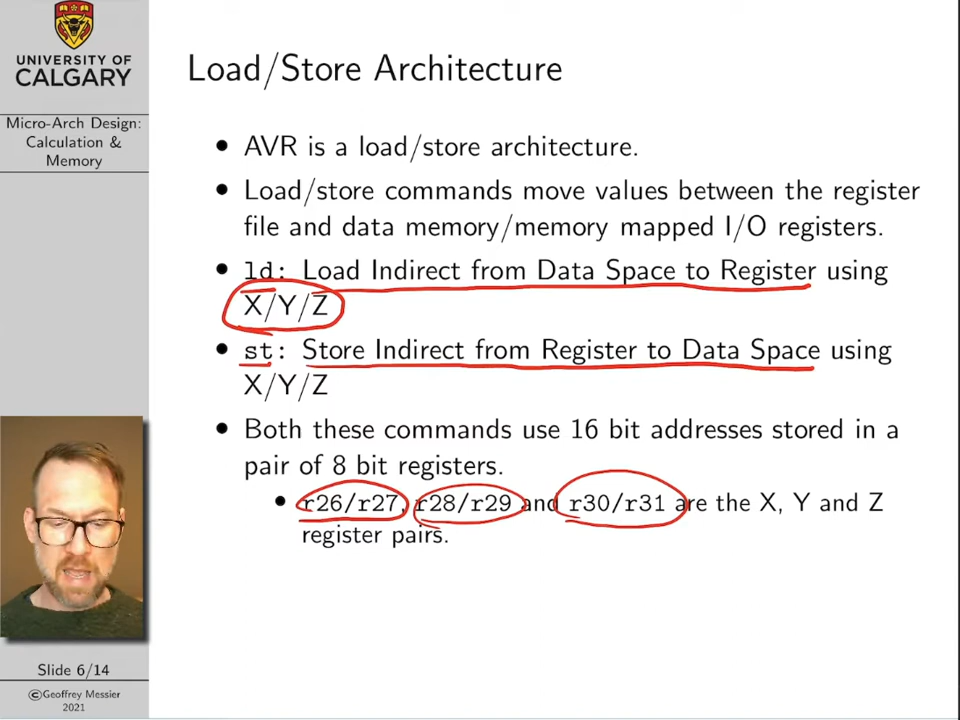 UNIVERSITY OF
CALGARY
Micro-Arch Design:
Calculation &
Memory
Load/Store Architecture
• AVR is a load/store architecture.
• Load/store commands move values between the register
file and data memory/memory mapped I/O registers.
• ld: Load Indirect from Data Space to Register using
X/Y/Z
• st: Store Indirect from Register to Data Space using
X/Y/Z
• Both these commands use 16 bit addresses stored in a
pair of 8 bit registers.
• r26/r27, r28/r29 and r30/r31 are the X, Y and Z
register pairs.
Slide 6/14
©Geoffrey Messier
2021